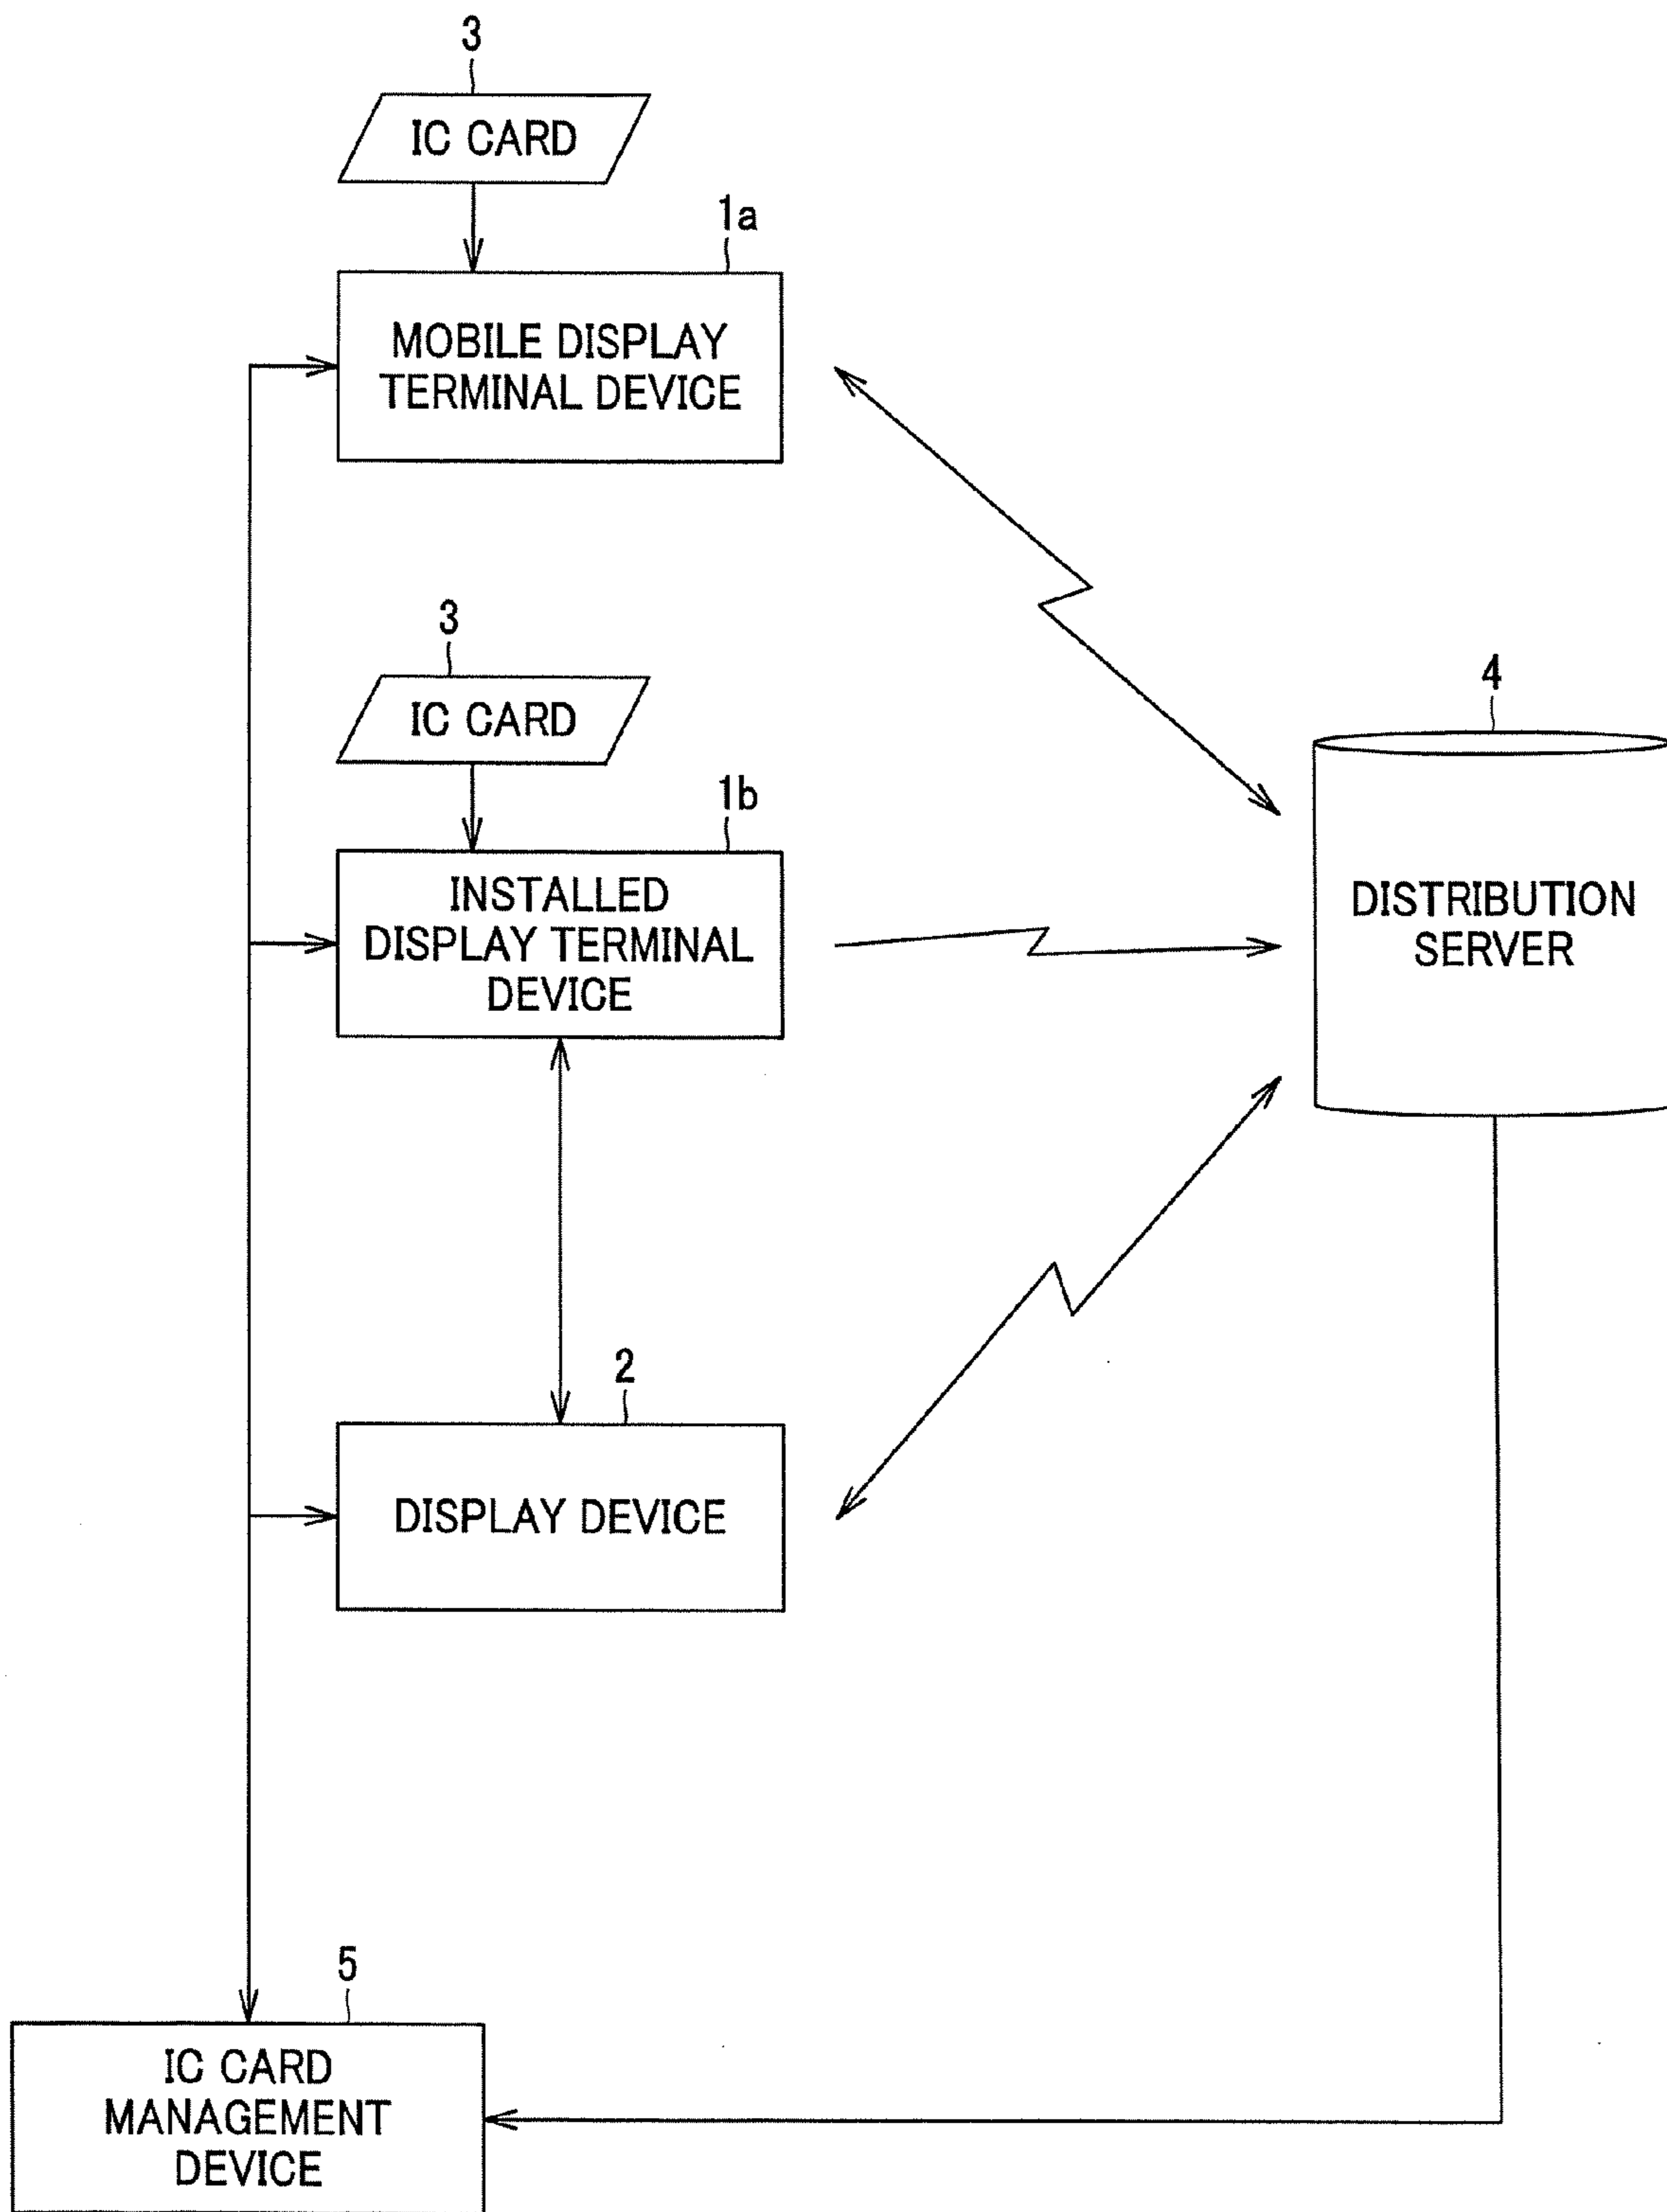 3
IC CARD
1a
MOBILE DISPLAY
TERMINAL DEVICE
3
IC CARD
1b
INSTALLED
DISPLAY TERMINAL
DEVICE
4
DISTRIBUTION
SERVER
2
DISPLAY DEVICE
5
IC CARD
MANAGEMENT
DEVICE